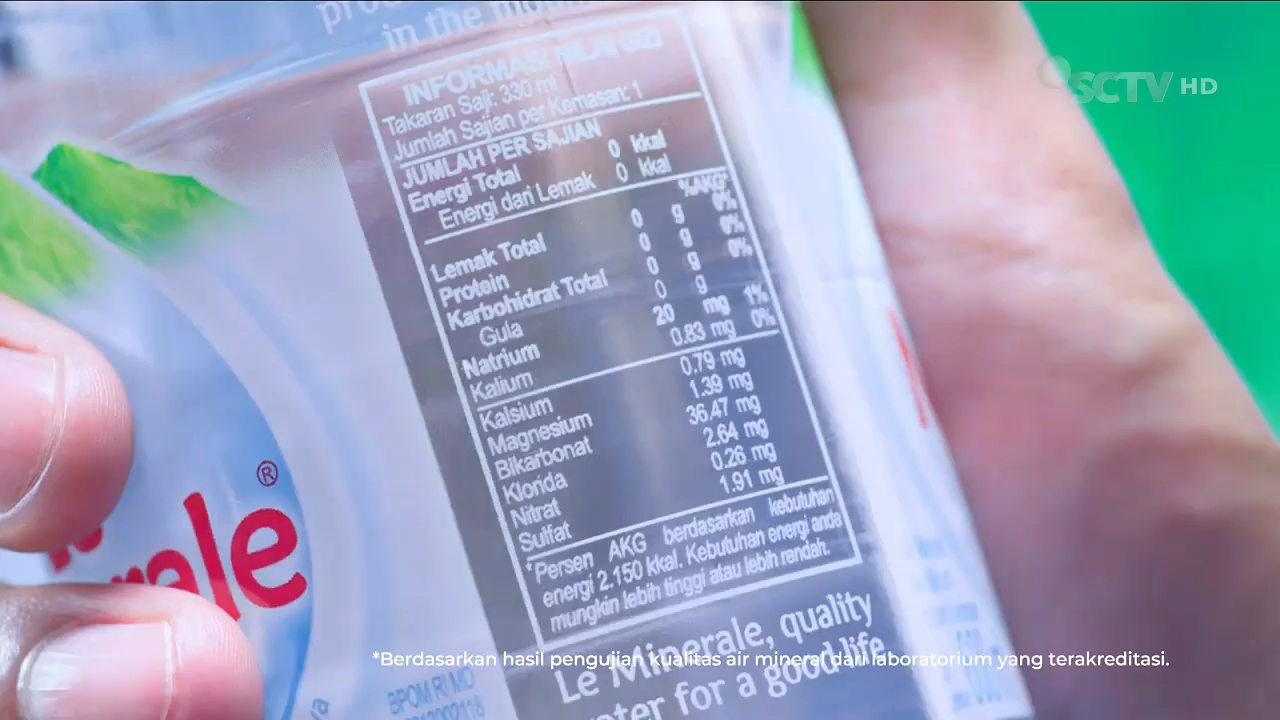 in the
SCTV HD
INFORMASI NILAI GIZI
Takaran Saji: 330 ml
Jumlah Sajian per Kemasan: 1
JUMLAH PER SAJIAN
Energi Total 0 kkal
Energi dari Lemak 0 kkal
%AKG*
Lemak Total 0 g 0%
Protein 0 g 0%
Karbohidrat Total 0 g 0%
Gula 0 g
Natrium 20 mg 1%
Kalium 0.83 mg 0%
Kalsium 0.79 mg
Magnesium 1.39 mg
Bikarbonat 36.47 mg
Klorida 2.64 mg
Nitrat 0.26 mg
Sulfat 1.91 mg
*Persen AKG berdasarkan kebutuhan
energi 2.150 kkal. Kebutuhan energi anda
mungkin lebih tinggi atau lebih rendah.
Le Minerale, quality
for a good life
rale®
BPOM RI MD
*Berdasarkan hasil pengujian kualitas air mineral dari laboratorium yang terakreditasi.